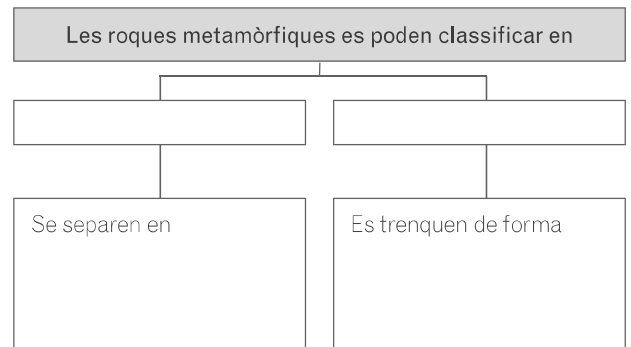 Les roques metamòrfiques es poden classificar en
Se separen en
Es trenquen de forma